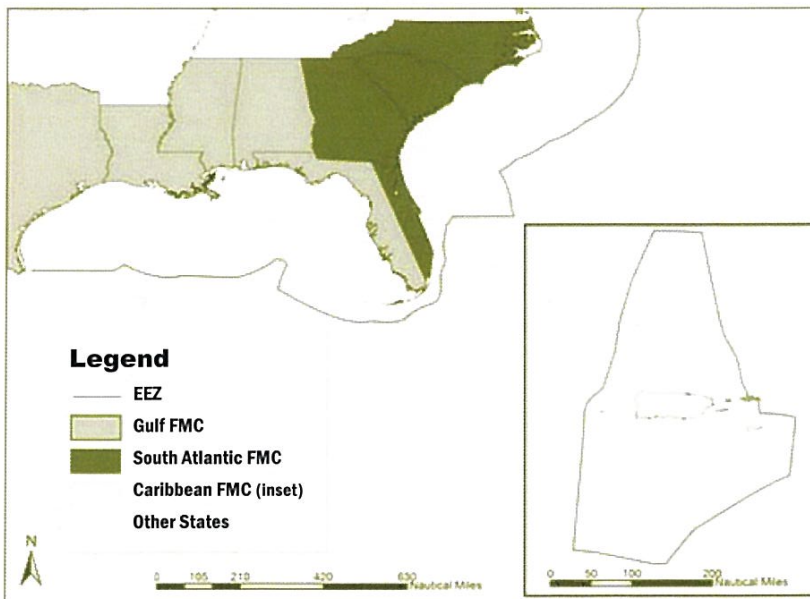 Legend
EEZ
Gulf FMC
South Atlantic FMC
Caribbean FMC (inset)
Other States
N
0 105 210 420 630
Nautical Miles
0 50 100 200
Nautical Miles